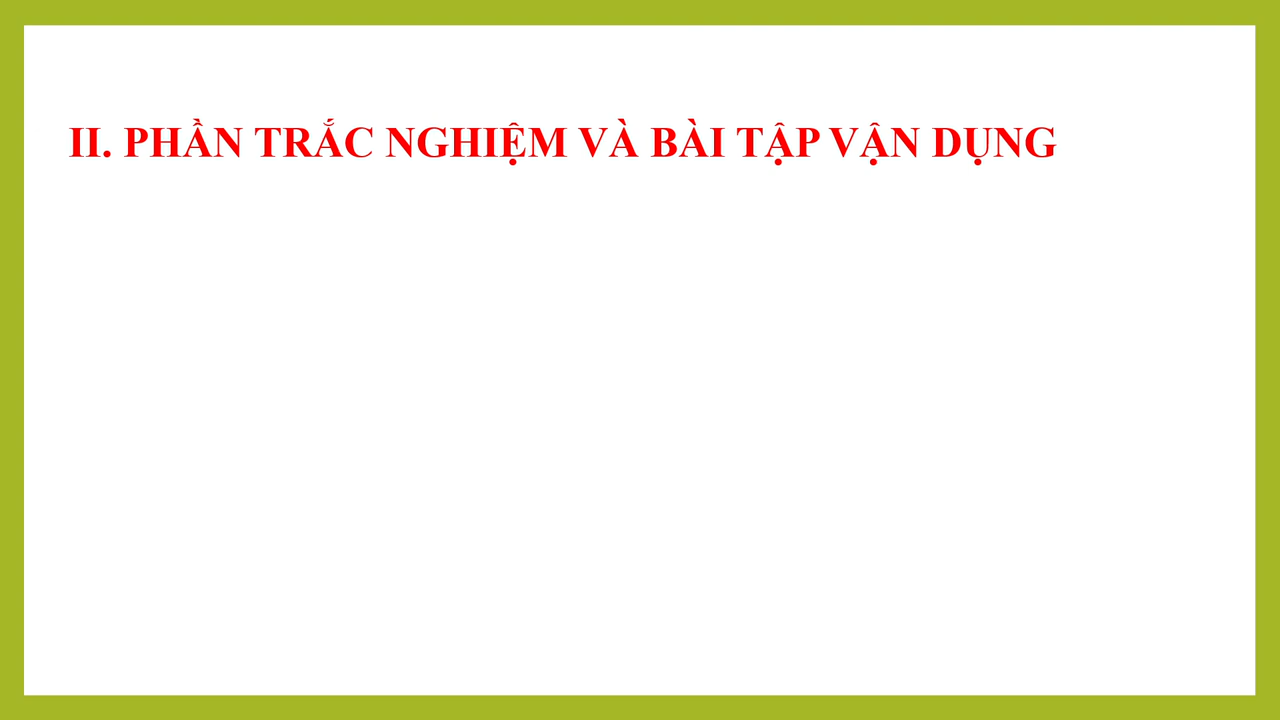 II. PHẦN TRẮC NGHIỆM VÀ BÀI TẬP VẬN DỤNG